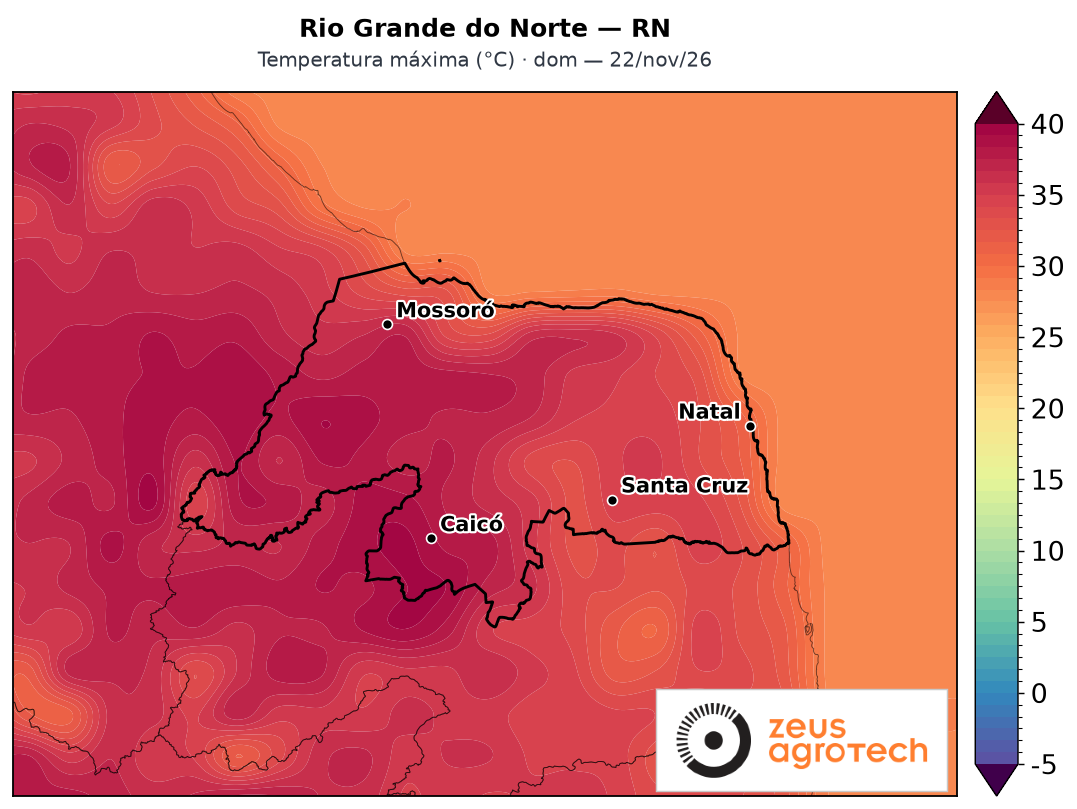 Rio Grande do Norte — RN
Temperatura máxima (°C) · dom — 22/nov/26
Mossoró
Natal
Santa Cruz
Caicó
40
35
30
25
20
15
10
5
0
-5
zeus
agrotech